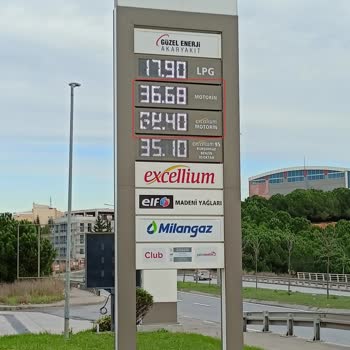 GÜZEL ENERJİ
AKARYAKIT
17.90 LPG
36.68 MOTORİN
excellium
MOTORİN
35.10 excellium 95
KURŞUNSUZ
BENZİN
excellium
elf MADENİ YAĞLARI
Milangaz
Club